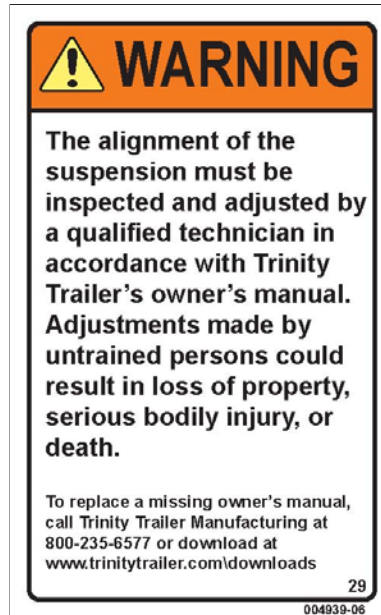 WARNING
The alignment of the
suspension must be
inspected and adjusted by
a qualified technician in
accordance with Trinity
Trailer's owner's manual.
Adjustments made by
untrained persons could
result in loss of property,
serious bodily injury, or
death.
To replace a missing owner's manual,
call Trinity Trailer Manufacturing at
800-235-6577 or download at
www.trinitytrailer.com\downloads
29
004939-06